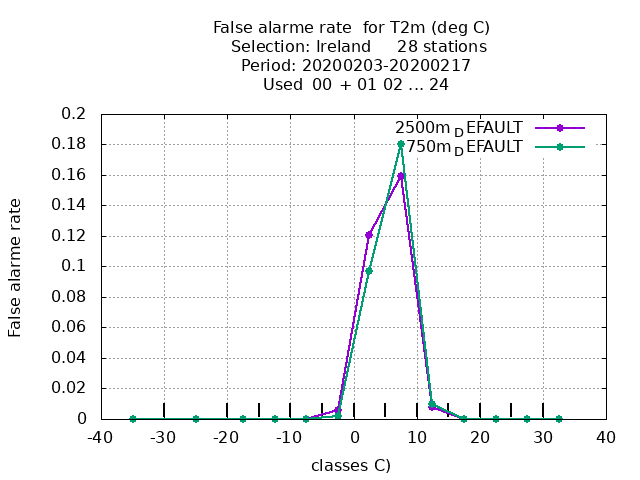 False alarme rate  for T2m (deg C)
Selection: Ireland     28 stations
Period: 20200203-20200217
Used  00 + 01 02 ... 24
2500m_DEFAULT
750m_DEFAULT
0.2
0.18
0.16
0.14
0.12
0.1
0.08
0.06
0.04
0.02
0
False alarme rate
-40 -30 -20 -10 0 10 20 30 40
classes C)